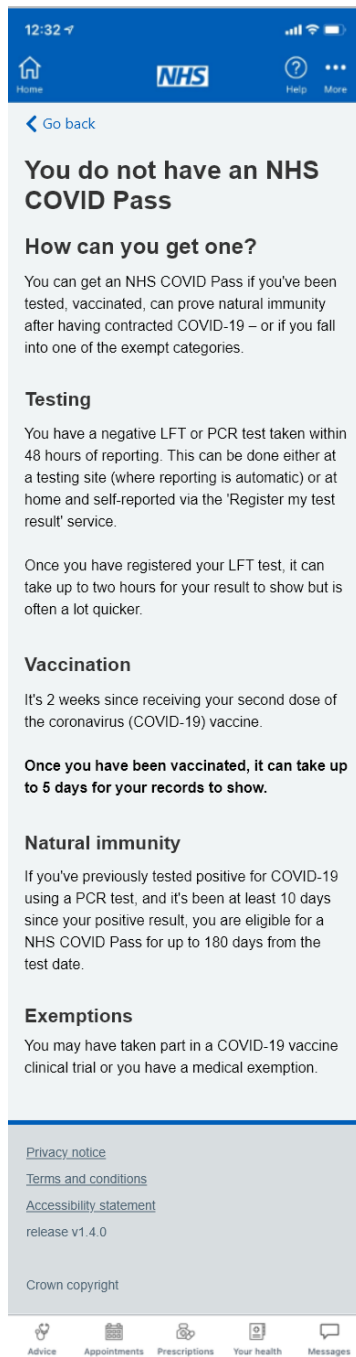 12:32
NHS
Home
Help
More
Go back
You do not have an NHS
COVID Pass
How can you get one?
You can get an NHS COVID Pass if you've been
tested, vaccinated, can prove natural immunity
after having contracted COVID-19 – or if you fall
into one of the exempt categories.
Testing
You have a negative LFT or PCR test taken within
48 hours of reporting. This can be done either at
a testing site (where reporting is automatic) or at
home and self-reported via the 'Register my test
result' service.
Once you have registered your LFT test, it can
take up to two hours for your result to show but is
often a lot quicker.
Vaccination
It's 2 weeks since receiving your second dose of
the coronavirus (COVID-19) vaccine.
Once you have been vaccinated, it can take up
to 5 days for your records to show.
Natural immunity
If you've previously tested positive for COVID-19
using a PCR test, and it's been at least 10 days
since your positive result, you are eligible for a
NHS COVID Pass for up to 180 days from the
test date.
Exemptions
You may have taken part in a COVID-19 vaccine
clinical trial or you have a medical exemption.
Privacy notice
Terms and conditions
Accessibility statement
release v1.4.0
Crown copyright
Advice Appointments Prescriptions Your health Messages